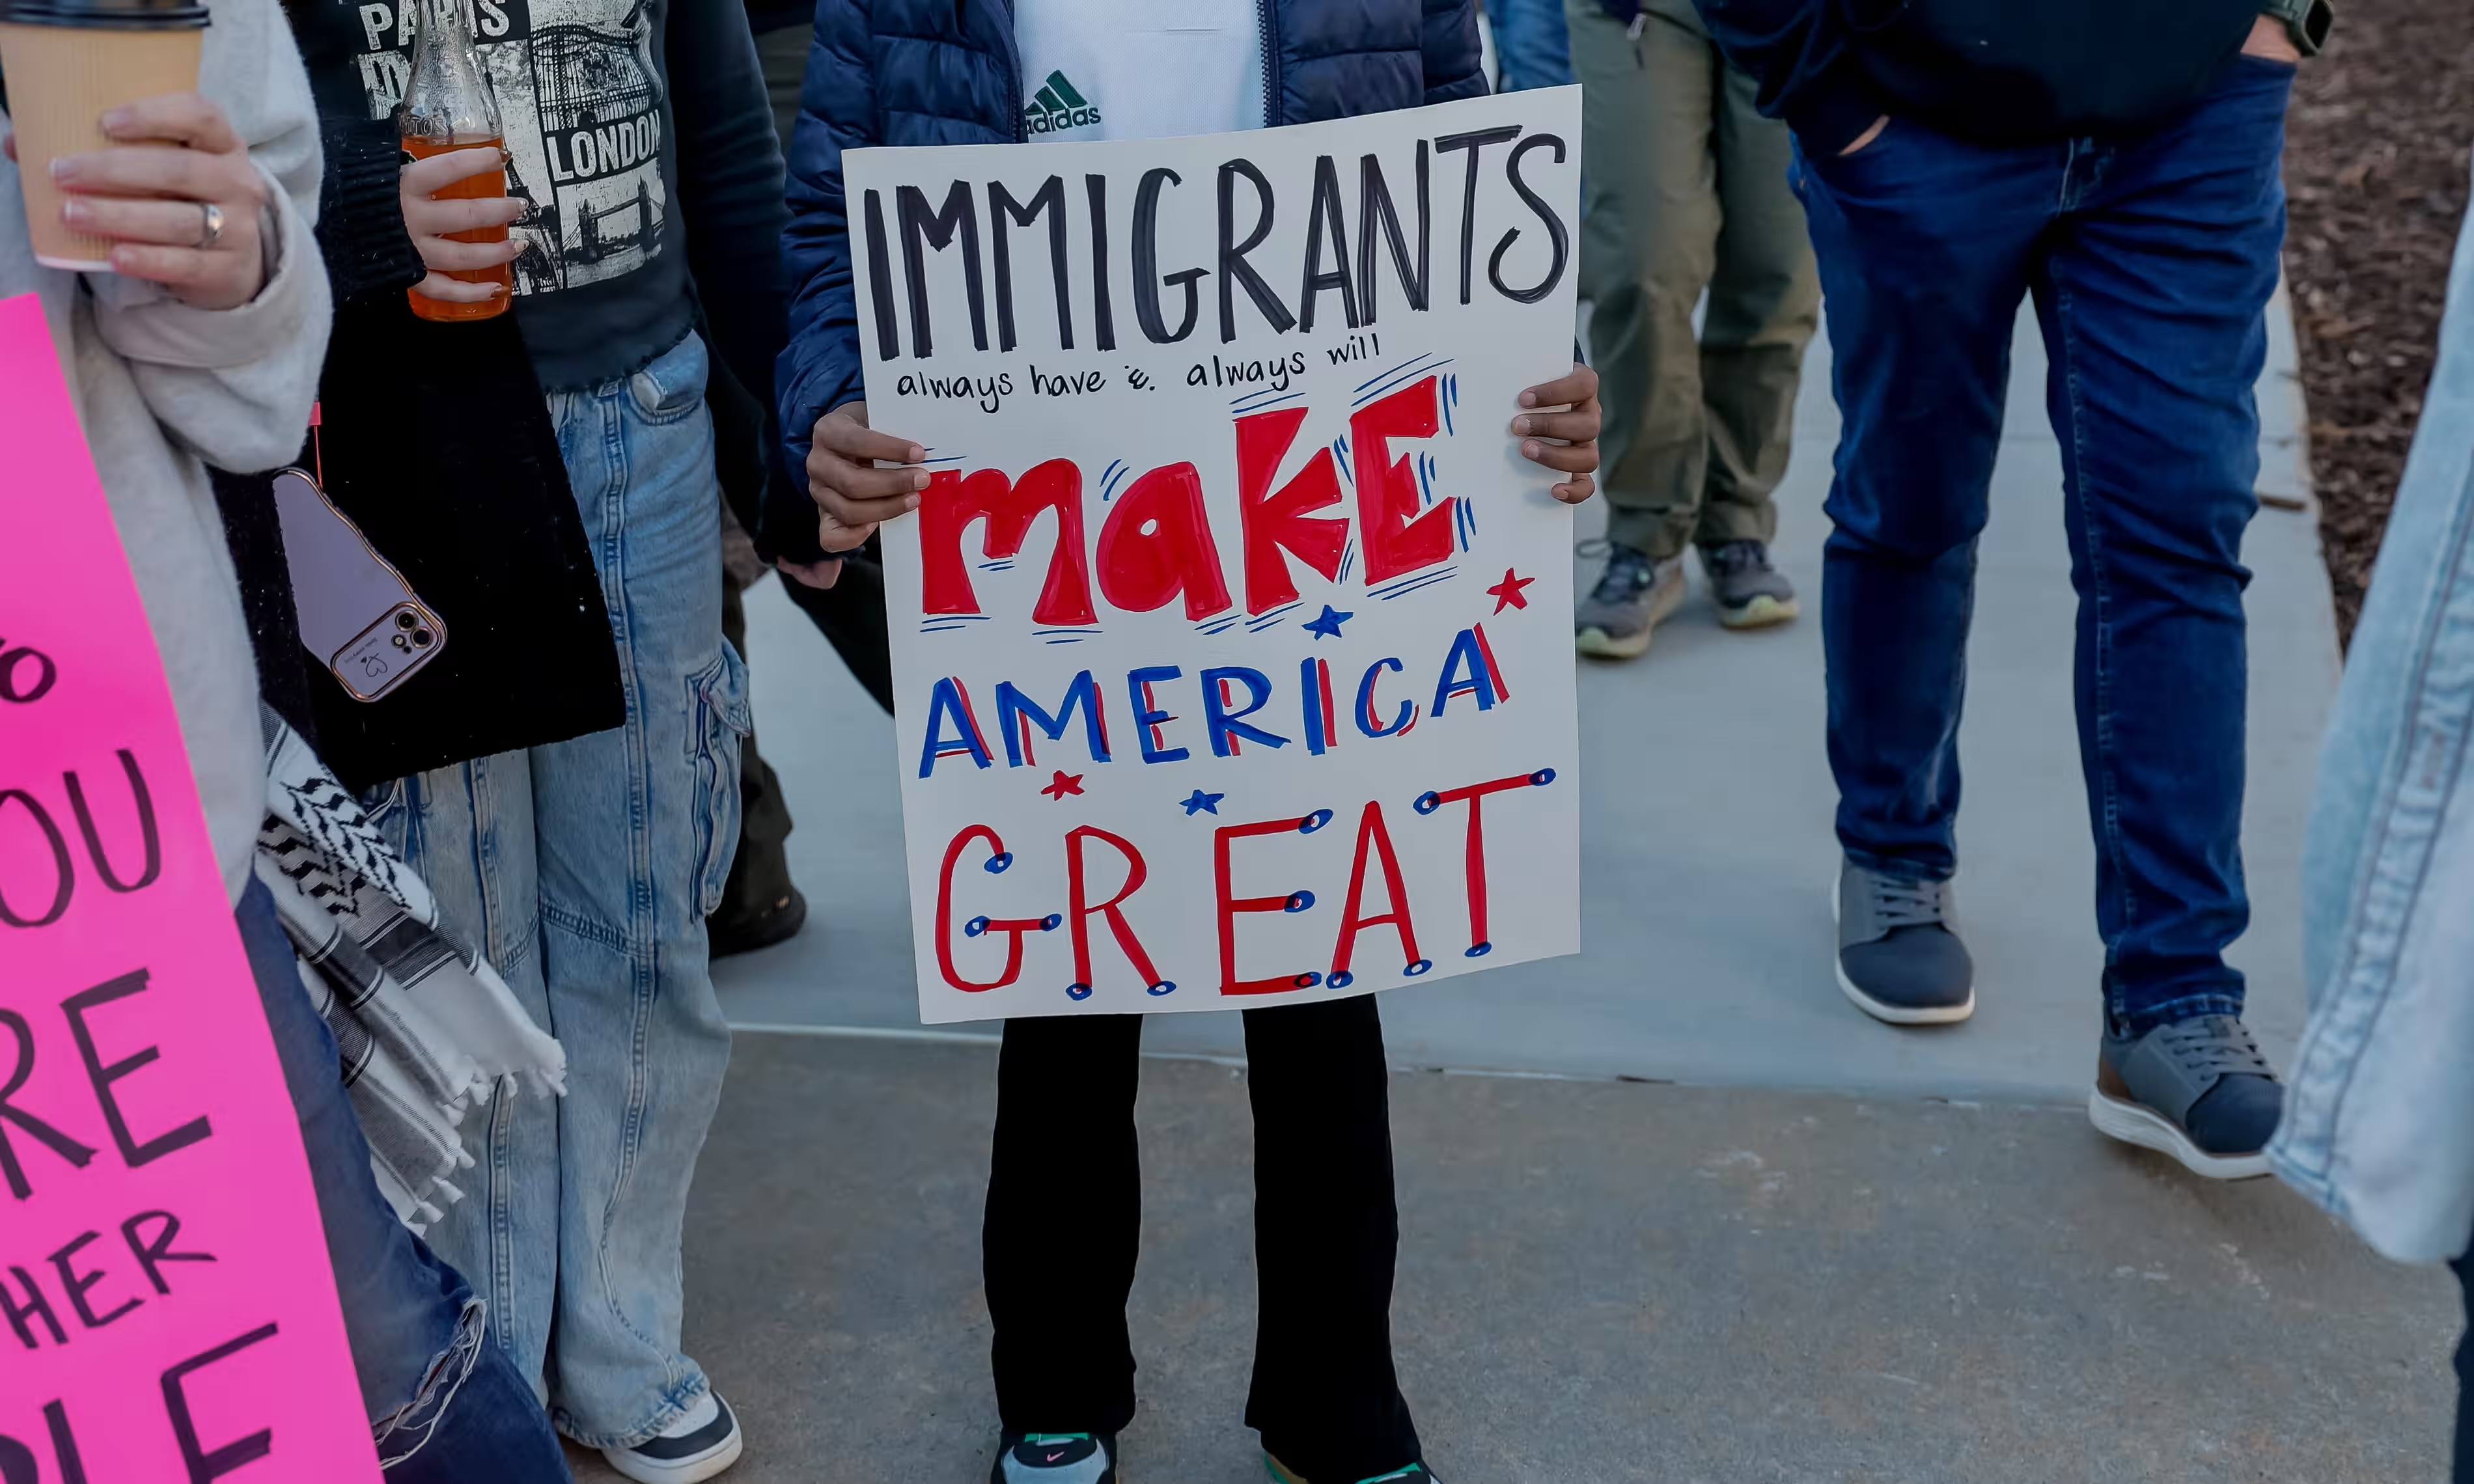 IMMIGRANTS
always have &. always will
maKE
AMERICA
GREAT
adidas
PARIS
LONDON
OU
RE
HER
PLE